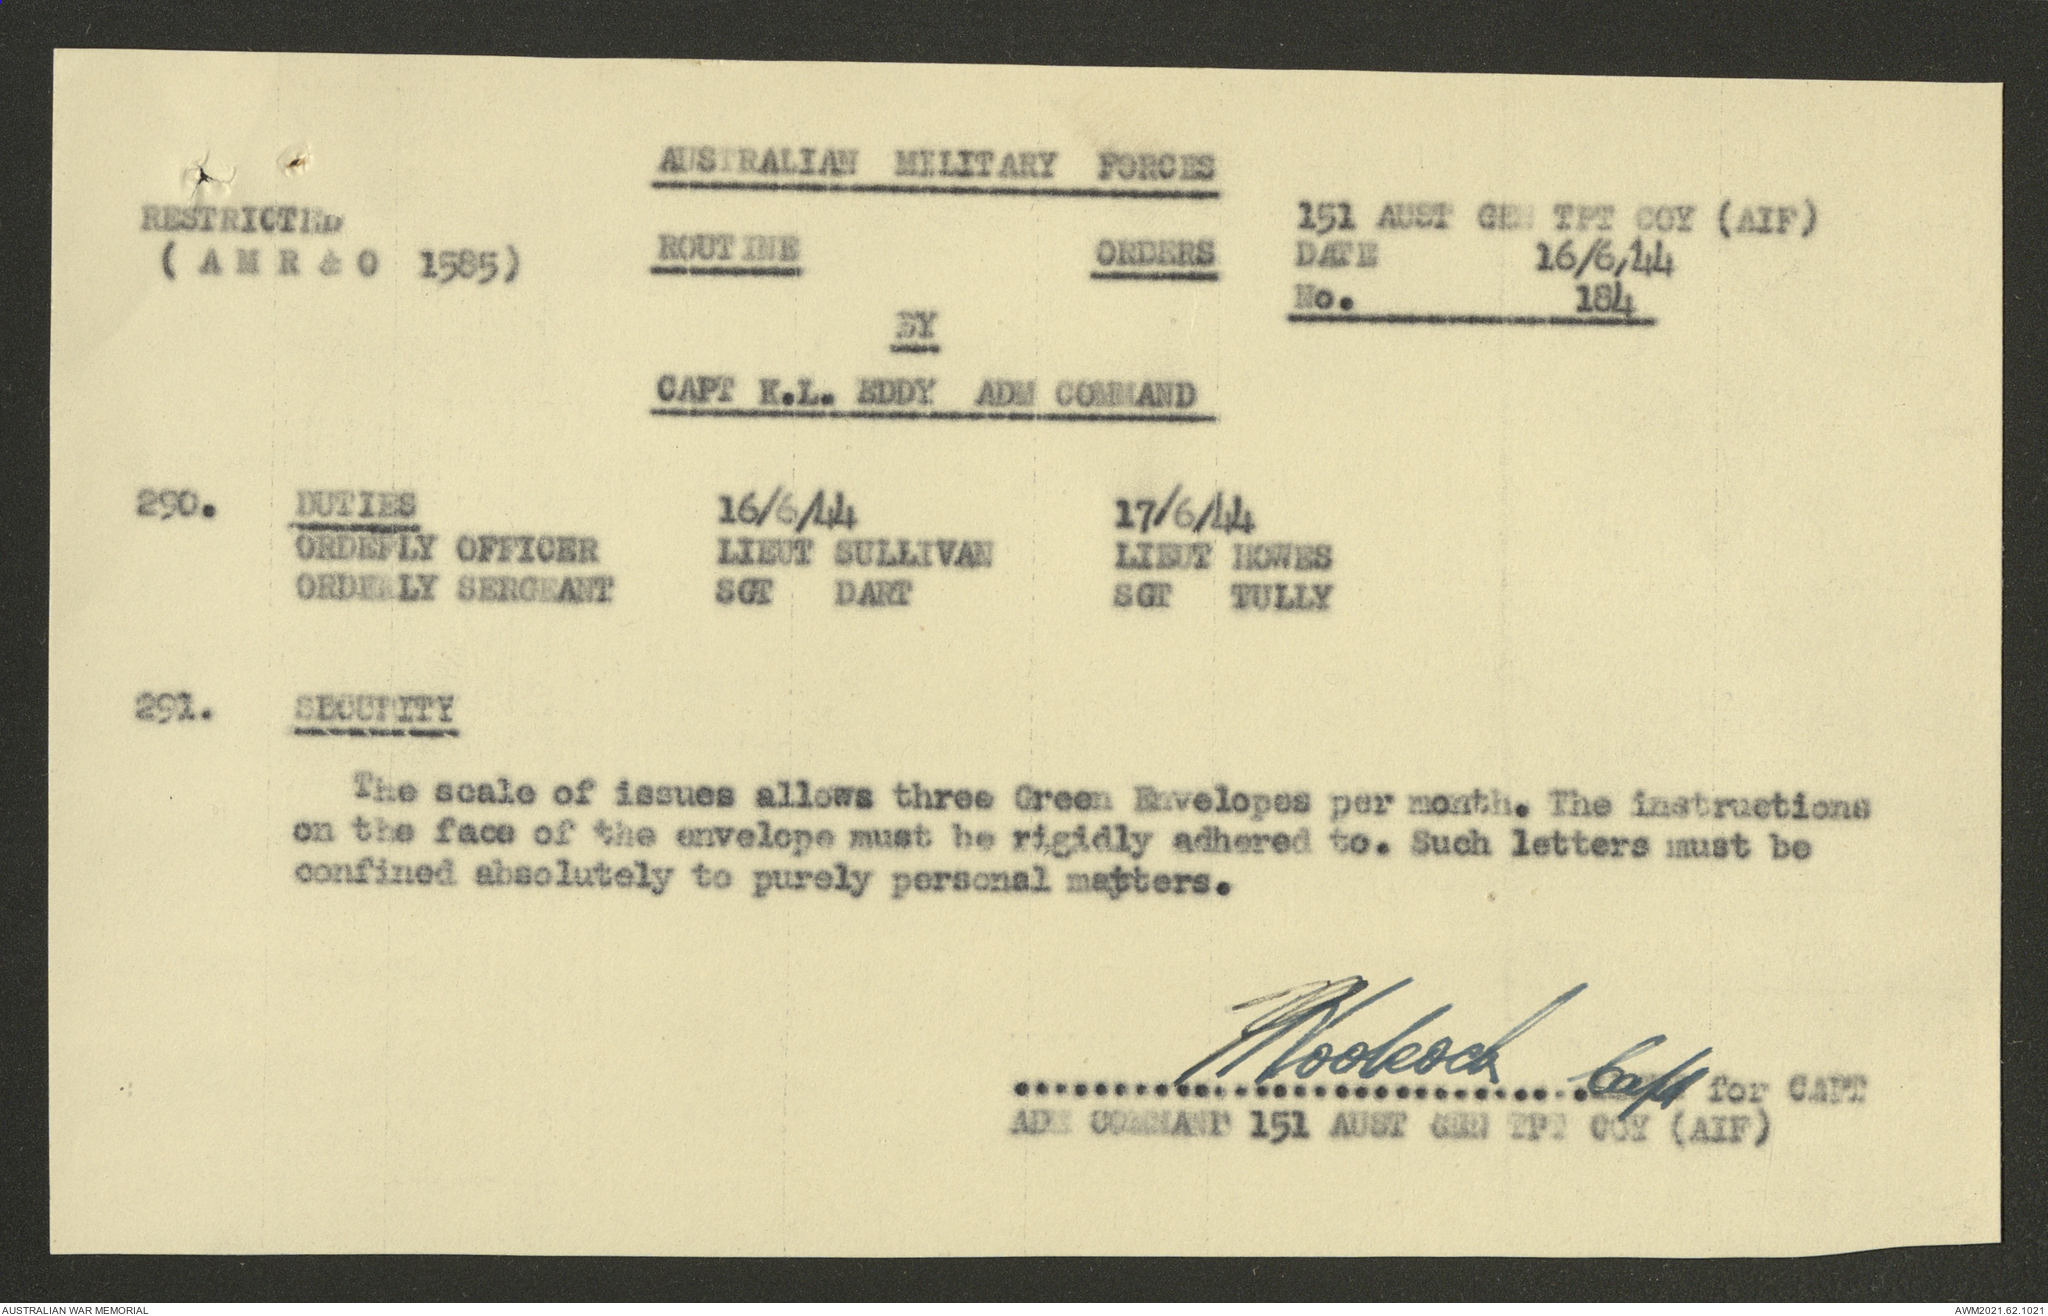 AUSTRALIAN MILITARY FORCES
RESTRICTED
( A M R & O 1585)
ROUTINE ORDERS
151 AUST GEN TPT COY (AIF)
DATE 16/6/44
No. 184
BY
CAPT K.L. EDDY ADM COMMAND
290. DUTIES 16/6/44 17/6/44
ORDERLY OFFICER LIEUT SULLIVAN LIEUT HOWES
ORDERLY SERGEANT SGT DART SGT TULLY
291. SECURITY
The scale of issues allows three Green Envelopes per month. The instructions
on the face of the envelope must be rigidly adhered to. Such letters must be
confined absolutely to purely personal matters.
Capt for CAPT
ADM COMMAND 151 AUST GEN TPT COY (AIF)
AUSTRALIAN WAR MEMORIAL
AWM2021.62.1021